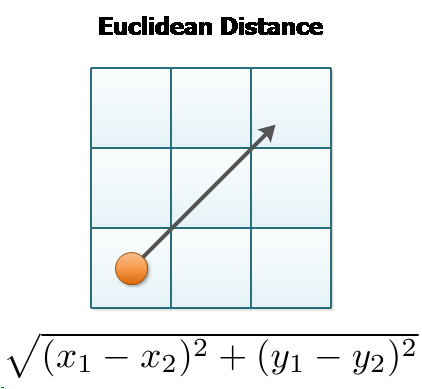 Euclidean Distance
√(x₁ − x₂)² + (y₁ − y₂)²